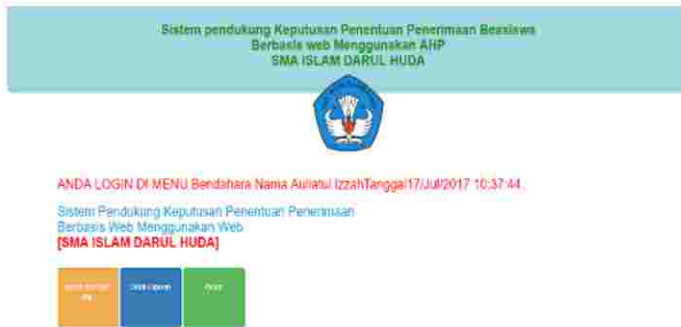 Sistem pendukung Keputusan Penentuan Penerimaan Beasiswa
Berbasis web Menggunakan AHP
SMA ISLAM DARUL HUDA
ANDA LOGIN DI MENU Bendahara Nama Auliatul IzzahTanggal17/Jul/2017 10:37:44
Sistem Pendukung Keputusan Penentuan Penerimaan
Berbasis Web Menggunakan Web
[SMA ISLAM DARUL HUDA]